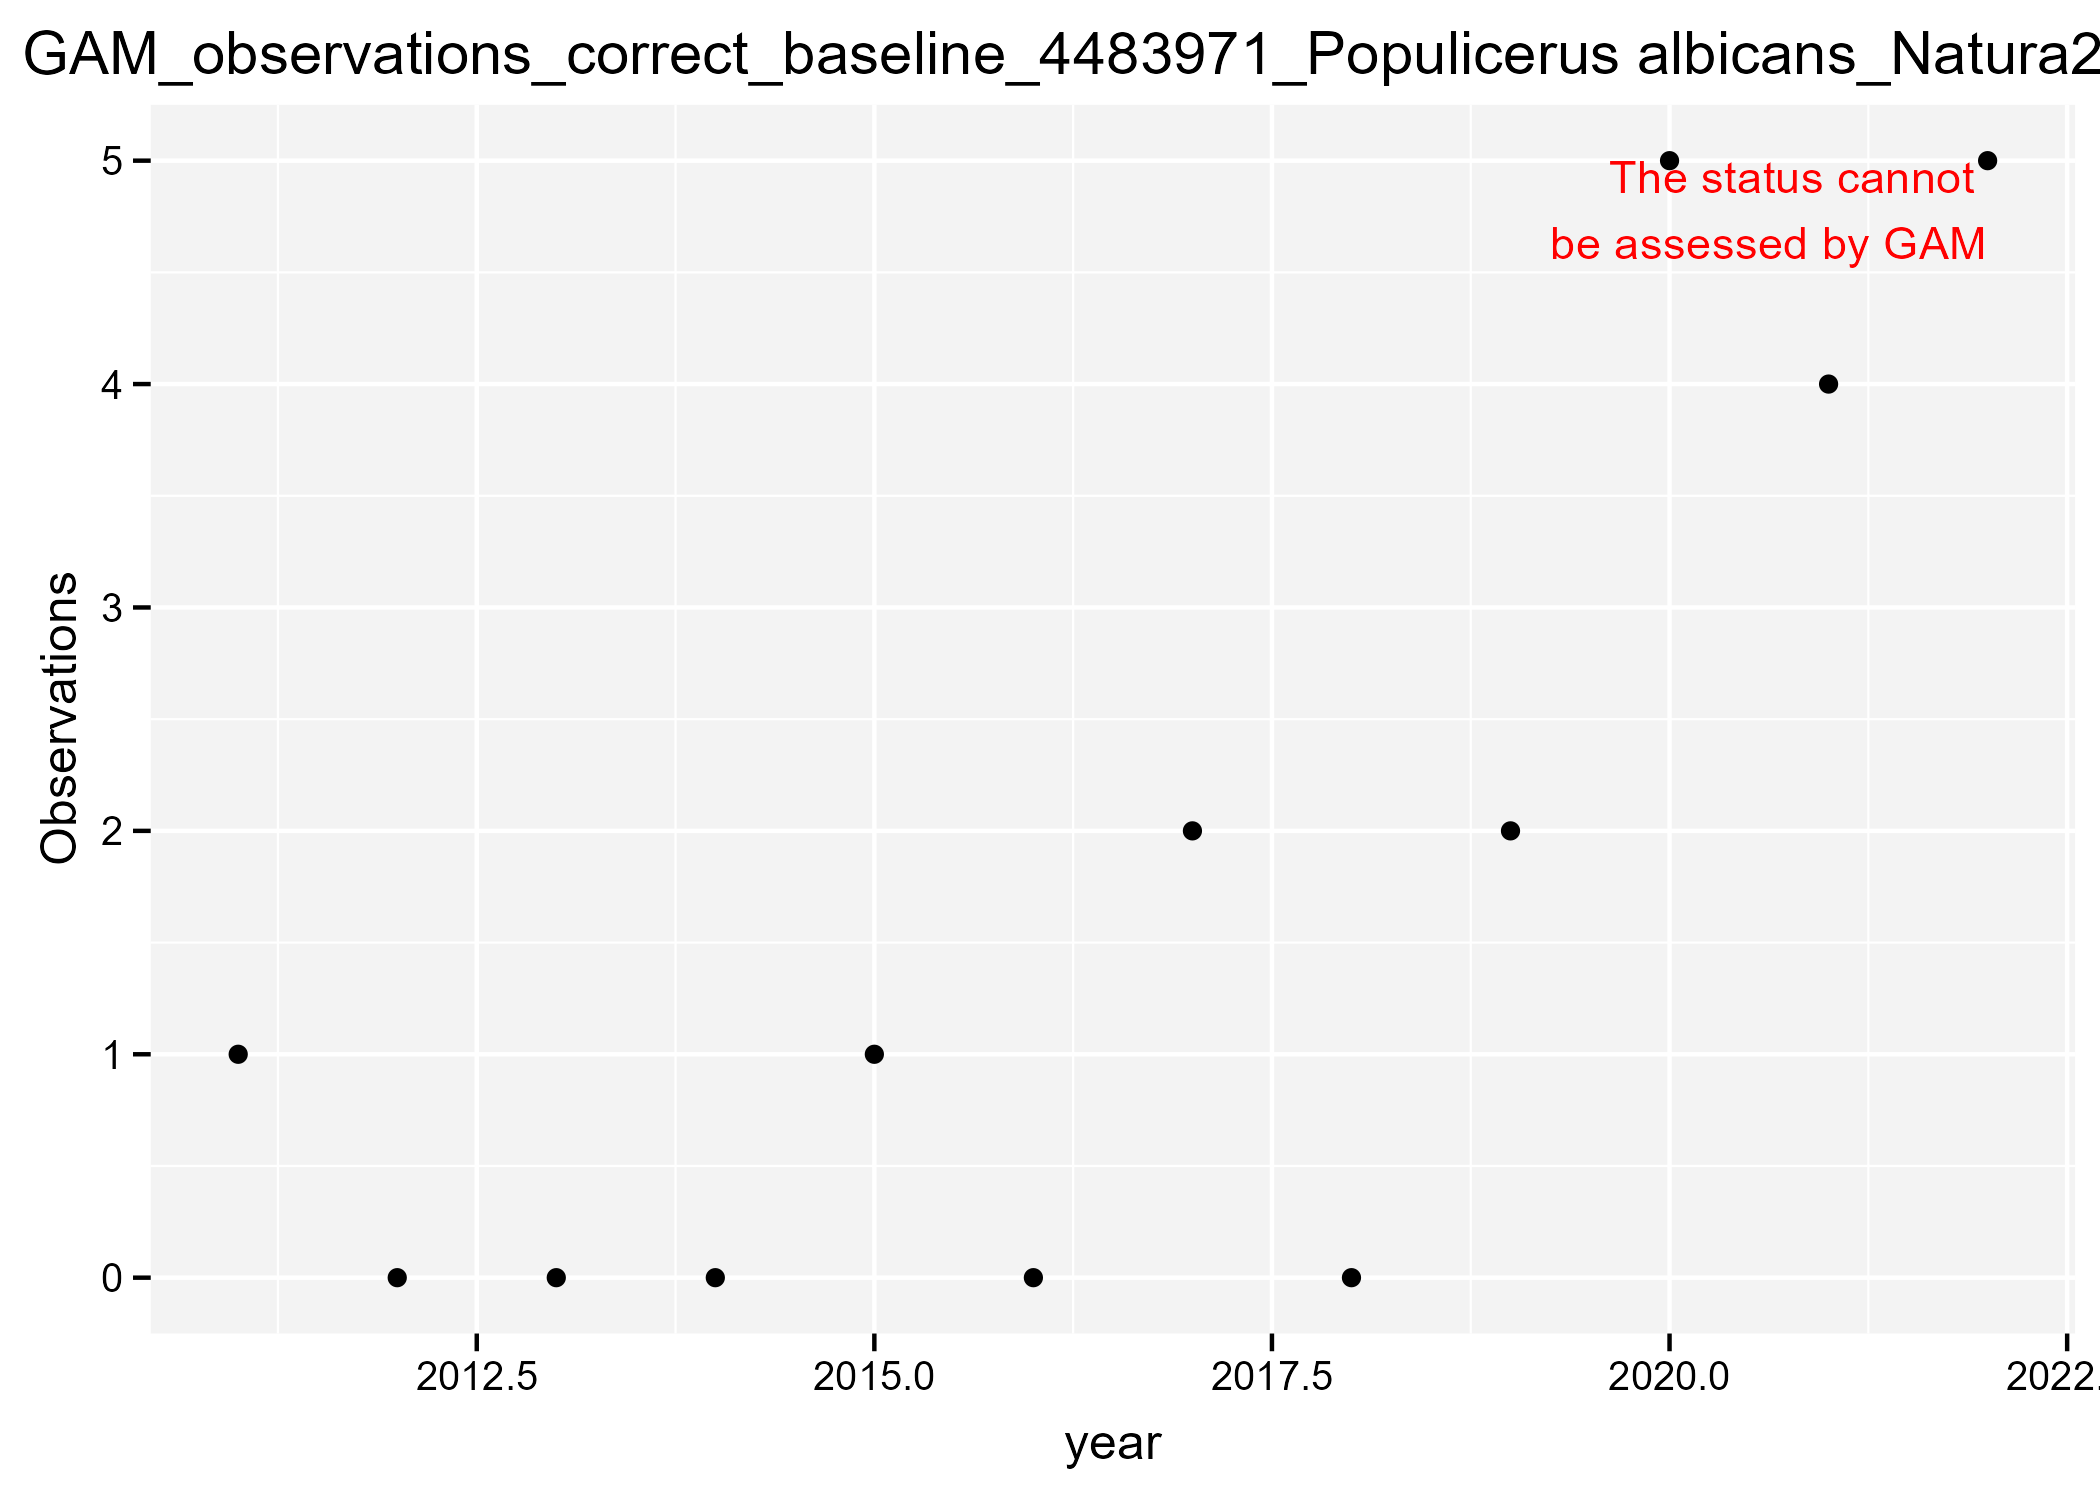 GAM_observations_correct_baseline_4483971_Populicerus albicans_Natura2
5
The status cannot
be assessed by GAM
4
3
Observations
2
1
0
2012.5
2015.0
2017.5
2020.0
2022.
year